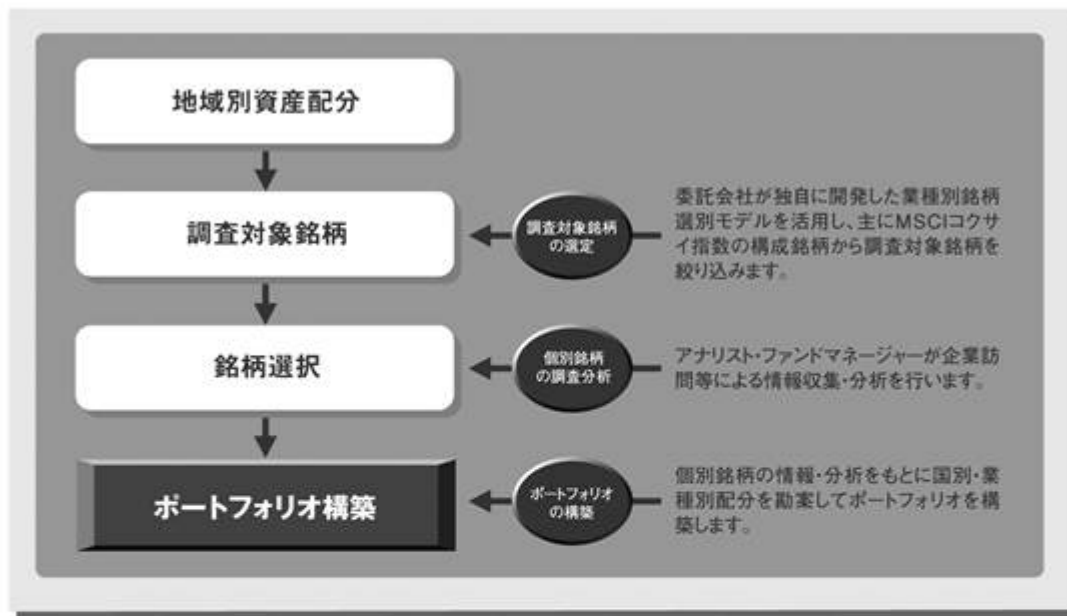 地域別資産配分
調査対象銘柄
調査対象銘柄
の選定
委託会社が独自に開発した業種別銘柄
選別モデルを活用し、主にMSCIコクサ
イ指数の構成銘柄から調査対象銘柄を
絞り込みます。
銘柄選択
個別銘柄
の調査分析
アナリスト・ファンドマネージャーが企業訪
問等による情報収集・分析を行います。
ポートフォリオ構築
ポートフォリオ
の構築
個別銘柄の情報・分析をもとに国別・業
種別配分を勘案してポートフォリオを構
築します。